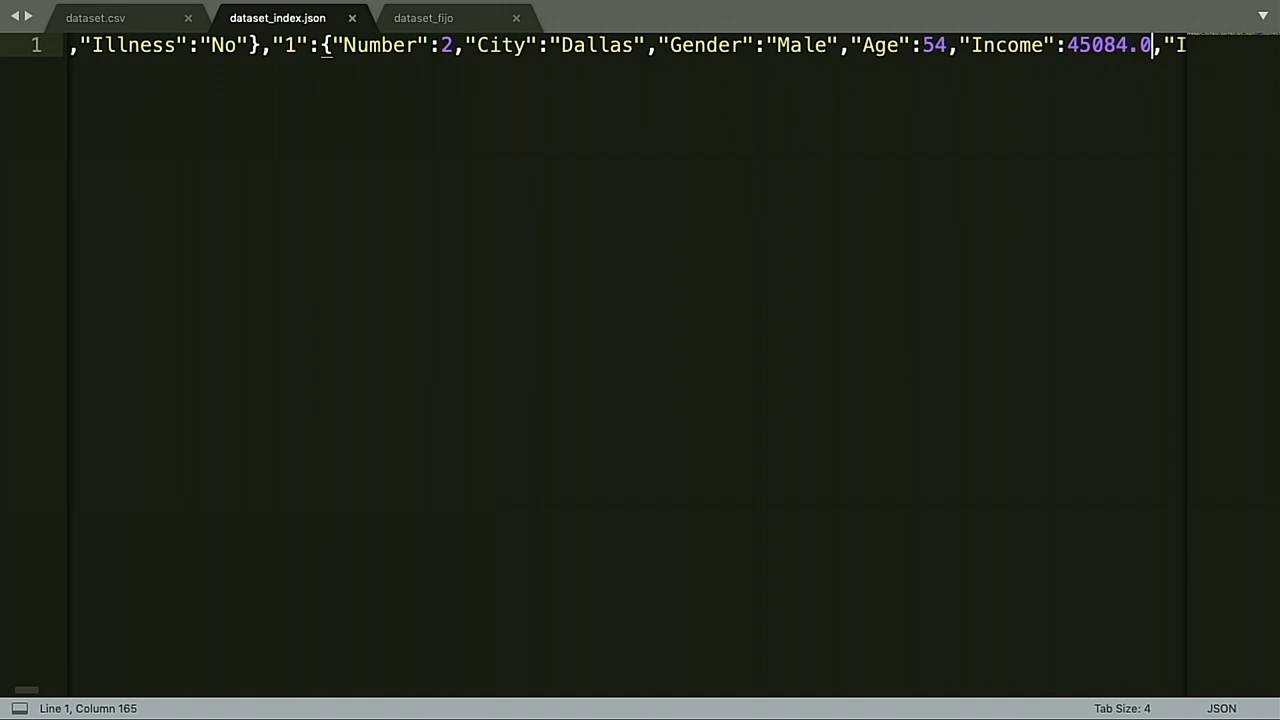 dataset.csv
dataset_index.json
dataset_fijo
1
,"Illness":"No"},"1":{"Number":2,"City":"Dallas","Gender":"Male","Age":54,"Income":45084.0,"I
Line 1, Column 165
Tab Size: 4
JSON